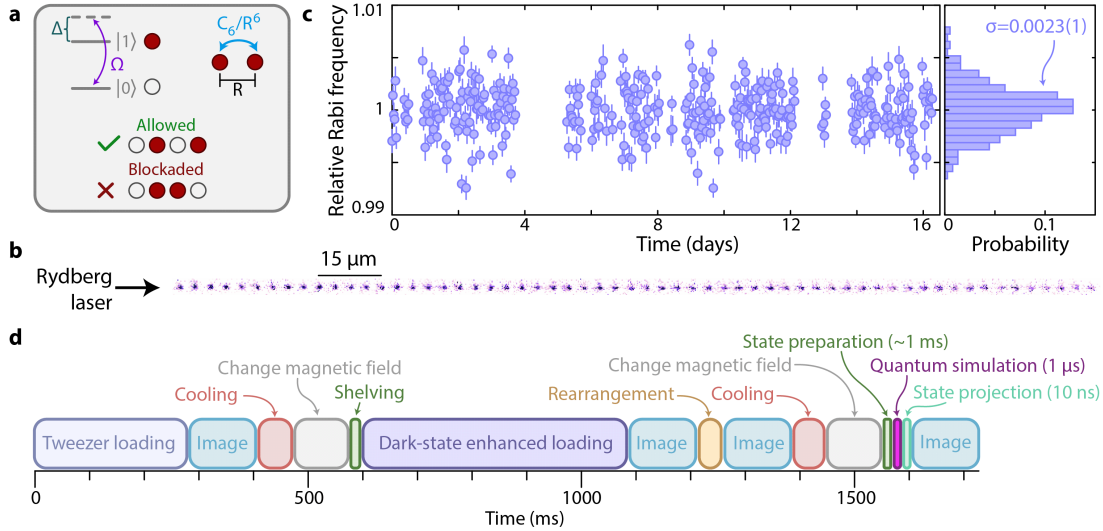 a
Δ
|1⟩
Ω
|0⟩
C₆/R⁶
R
Allowed
Blockaded
c
Relative Rabi frequency
1.01
1
0.99
0
4
8
12
16
Time (days)
σ=0.0023(1)
0.1
Probability
b
Rydberg
laser
15 μm
d
State preparation (~1 ms)
Change magnetic field
Change magnetic field
Quantum simulation (1 μs)
Cooling
Shelving
Rearrangement
Cooling
State projection (10 ns)
Tweezer loading
Image
Dark-state enhanced loading
Image
Image
Image
0
500
1000
1500
Time (ms)